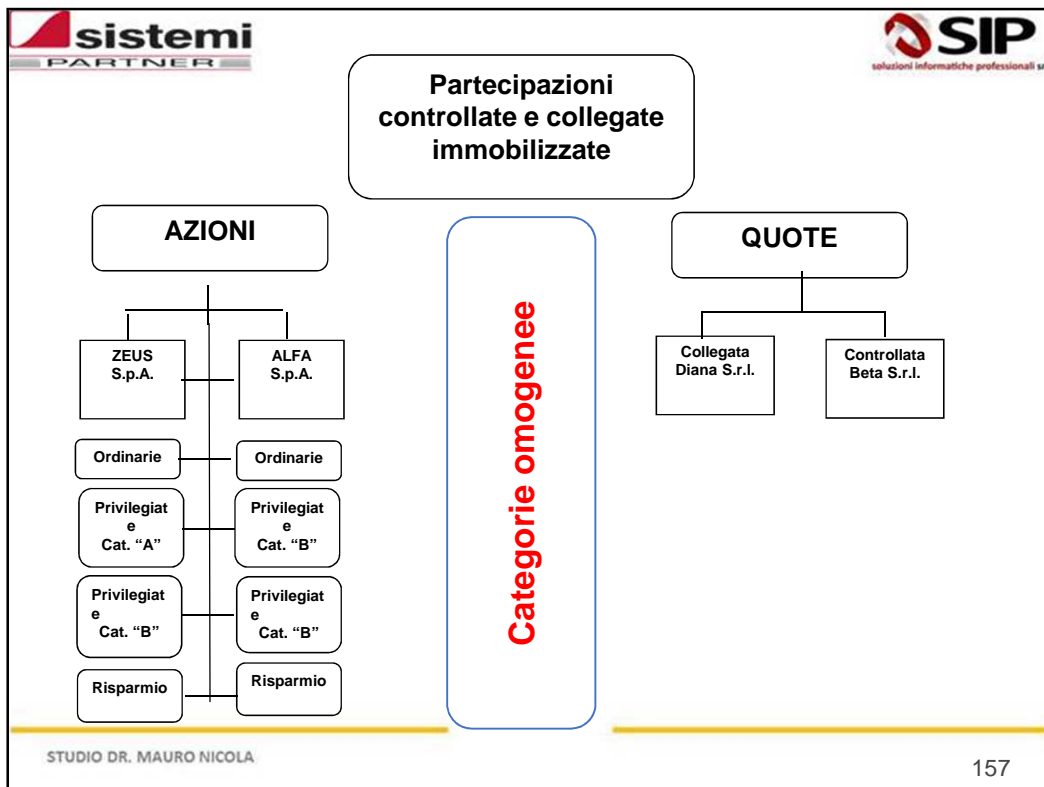 sistemi
PARTNER
SIP
soluzioni informatiche professionali
Partecipazioni
controllate e collegate
immobilizzate
AZIONI
QUOTE
Categorie omogenee
ZEUS
S.p.A.
ALFA
S.p.A.
Collegata
Diana S.r.l.
Controllata
Beta S.r.l.
Ordinarie
Ordinarie
Privilegiat
e
Cat. “A”
Privilegiat
e
Cat. “B”
Privilegiat
e
Cat. “B”
Privilegiat
e
Cat. “B”
Risparmio
Risparmio
STUDIO DR. MAURO NICOLA
157